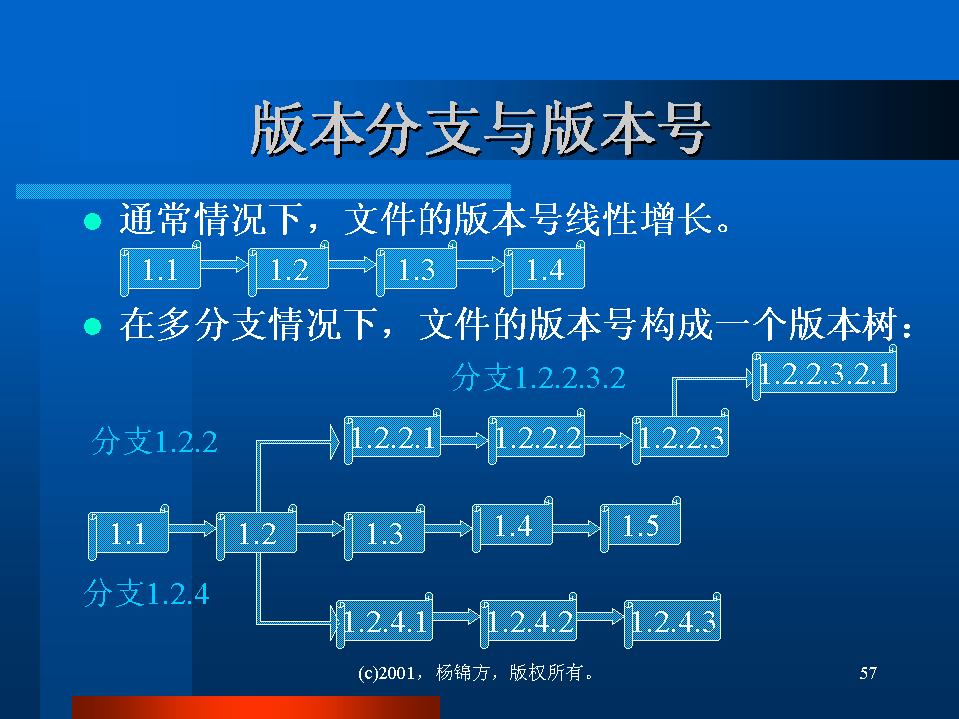 版本分支与版本号
通常情况下，文件的版本号线性增长。
1.1 1.2 1.3 1.4
在多分支情况下，文件的版本号构成一个版本树：
分支1.2.2.3.2 1.2.2.3.2.1
分支1.2.2 1.2.2.1 1.2.2.2 1.2.2.3
1.1 1.2 1.3 1.4 1.5
分支1.2.4
1.2.4.1 1.2.4.2 1.2.4.3
(c)2001，杨锦方，版权所有。 57